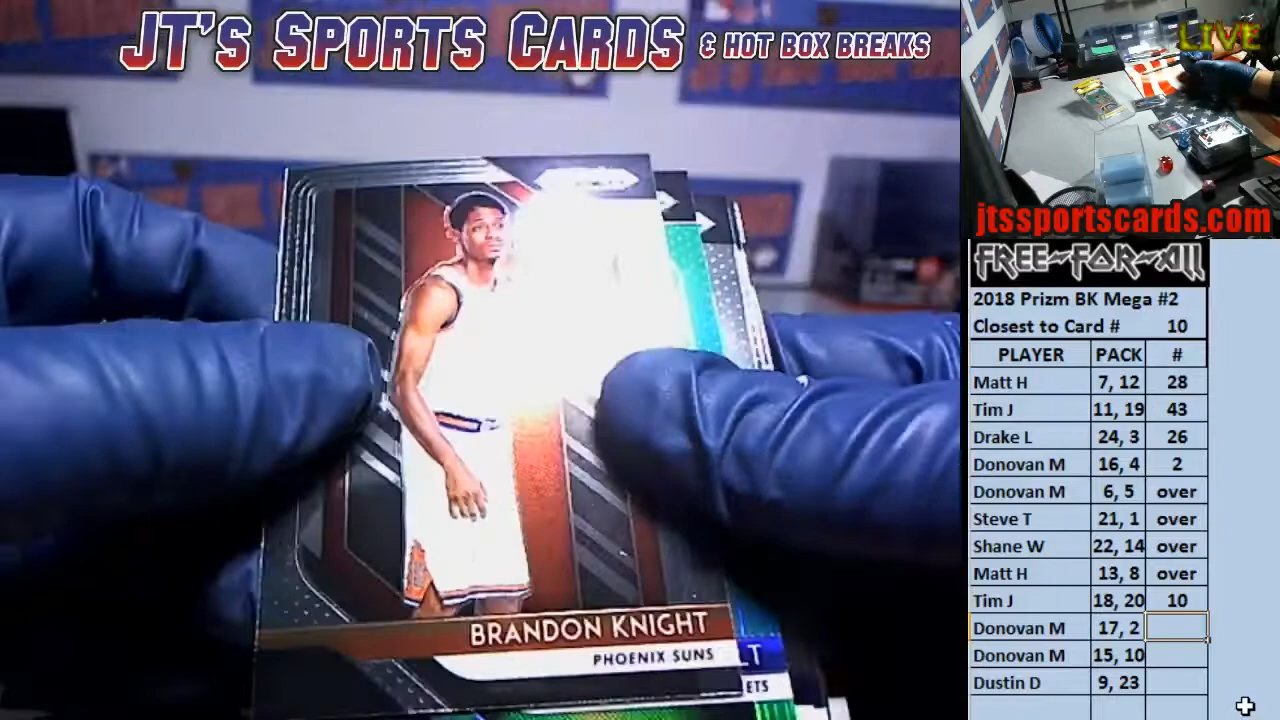 JT's Sports Cards & Hot Box Breaks
LIVE
jtssportscards.com
FREE-FOR-ALL
2018 Prizm BK Mega #2
Closest to Card # 10
PLAYER PACK #
Matt H 7, 12 28
Tim J 11, 19 43
Drake L 24, 3 26
Donovan M 16, 4 2
Donovan M 6, 5 over
Steve T 21, 1 over
Shane W 22, 14 over
Matt H 13, 8 over
Tim J 18, 20 10
Donovan M 17, 2
Donovan M 15, 10
Dustin D 9, 23
BRANDON KNIGHT
PHOENIX SUNS
LT
ETS